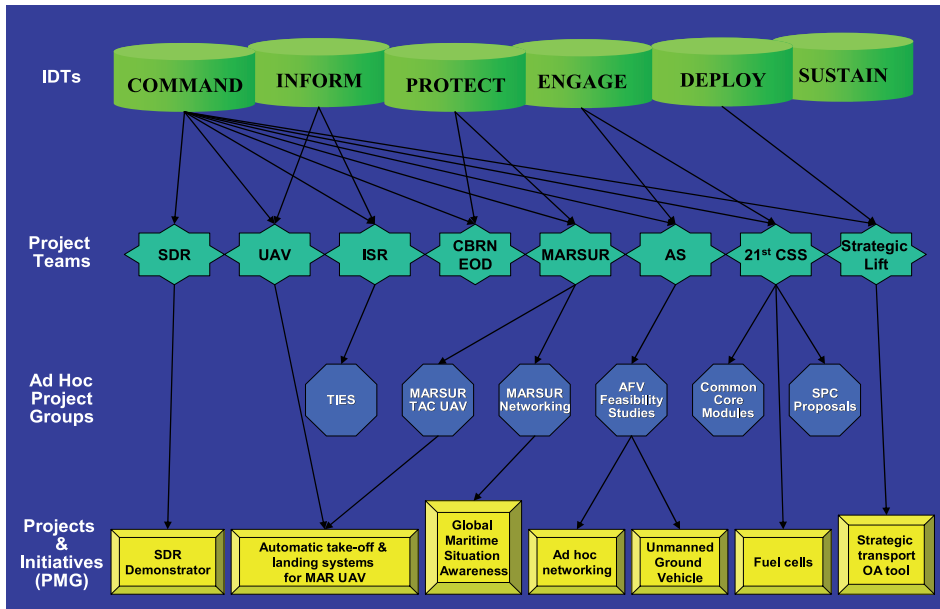 IDTs
COMMAND
INFORM
PROTECT
ENGAGE
DEPLOY
SUSTAIN
Project
Teams
SDR
UAV
ISR
CBRN
EOD
MARSUR
AS
21st CSS
Strategic
Lift
Ad Hoc
Project
Groups
TIES
MARSUR
TAC UAV
MARSUR
Networking
AFV
Feasibility
Studies
Common
Core
Modules
SPC
Proposals
Projects
&
Initiatives
(PMG)
SDR
Demonstrator
Automatic take-off &
landing systems
for MAR UAV
Global
Maritime
Situation
Awareness
Ad hoc
networking
Unmanned
Ground
Vehicle
Fuel cells
Strategic
transport
OA tool